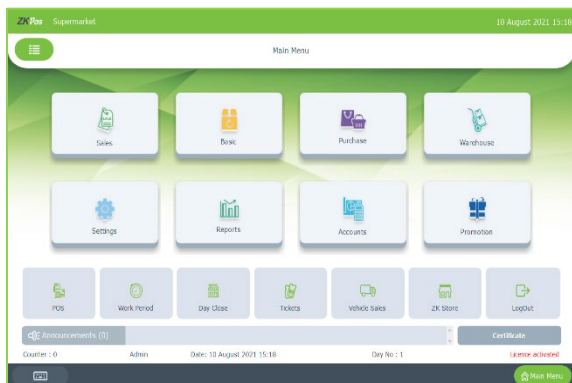 ZKPos Supermarket 10 August 2021 15:18
Main Menu
Sales Basic Purchase Warehouse
Settings Reports Accounts Promotion
POS Work Period Day Close Tickets Vehicle Sales ZK Store LogOut
Announcements (0) Certificate
Counter : 0 Admin Date: 10 August 2021 15:18 Day No : 1 Licence activated
Main Menu